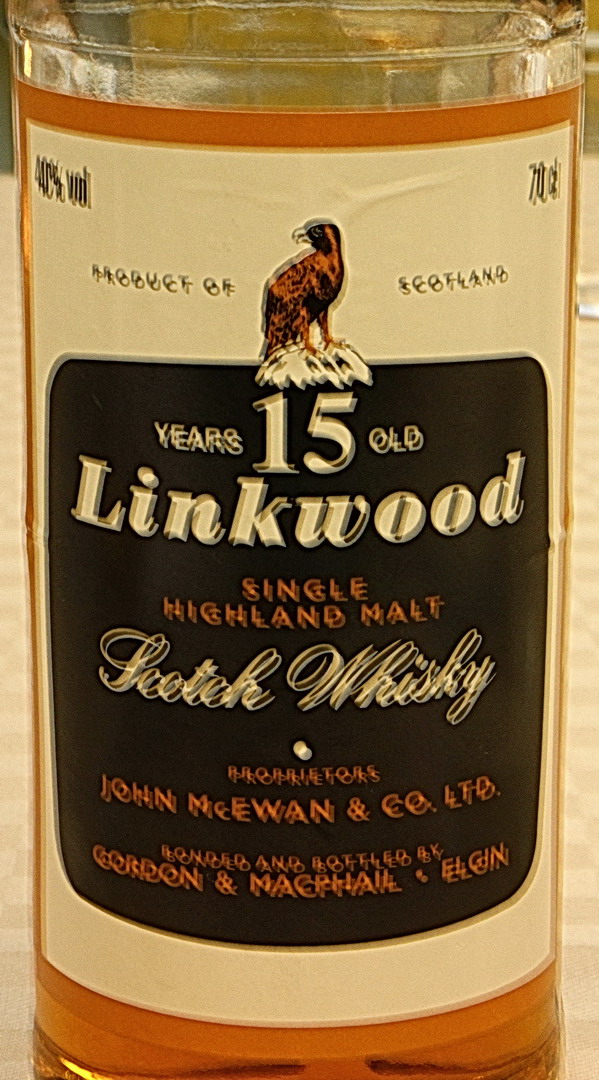 40% vol
70 cl
PRODUCT OF SCOTLAND
YEARS 15 OLD
Linkwood
SINGLE
HIGHLAND MALT
Scotch Whisky
PROPRIETORS
JOHN McEWAN & CO. LTD.
BONDED AND BOTTLED BY
GORDON & MACPHAIL • ELGIN